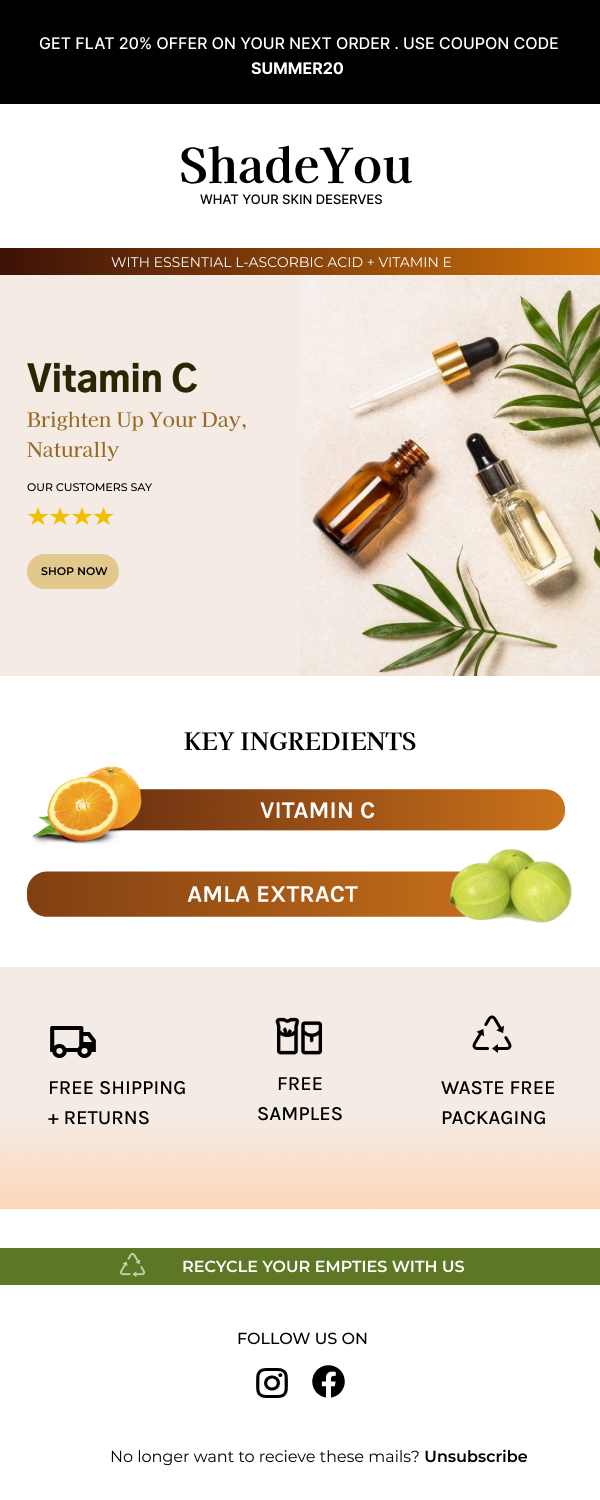 GET FLAT 20% OFFER ON YOUR NEXT ORDER . USE COUPON CODE
SUMMER20
ShadeYou
WHAT YOUR SKIN DESERVES
WITH ESSENTIAL L-ASCORBIC ACID + VITAMIN E
Vitamin C
Brighten Up Your Day,
Naturally
OUR CUSTOMERS SAY
SHOP NOW
KEY INGREDIENTS
VITAMIN C
AMLA EXTRACT
FREE SHIPPING
+ RETURNS
FREE
SAMPLES
WASTE FREE
PACKAGING
RECYCLE YOUR EMPTIES WITH US
FOLLOW US ON
No longer want to recieve these mails? Unsubscribe